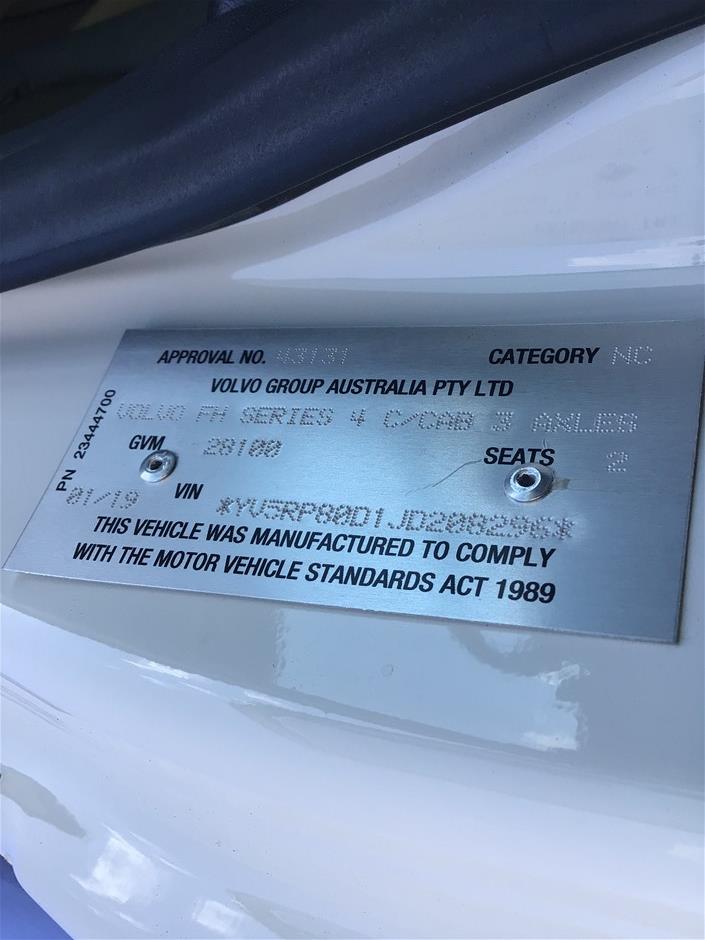 APPROVAL NO. 43131 CATEGORY NC
VOLVO GROUP AUSTRALIA PTY LTD
VOLVO FH SERIES 4 C/CAB 3 AXLES
GVM 28100 SEATS 2
PN 23444700
01/19 VIN *YV5RP80D1JD208296*
THIS VEHICLE WAS MANUFACTURED TO COMPLY
WITH THE MOTOR VEHICLE STANDARDS ACT 1989